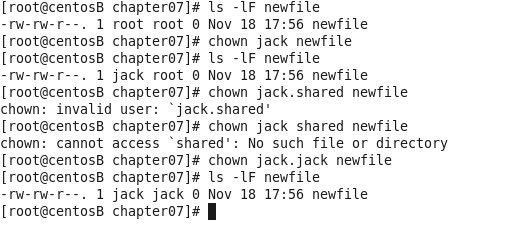 [root@centosB chapter07]# ls -lF newfile
-rw-rw-r--. 1 root root 0 Nov 18 17:56 newfile
[root@centosB chapter07]# chown jack newfile
[root@centosB chapter07]# ls -lF newfile
-rw-rw-r--. 1 jack root 0 Nov 18 17:56 newfile
[root@centosB chapter07]# chown jack.shared newfile
chown: invalid user: `jack.shared'
[root@centosB chapter07]# chown jack shared newfile
chown: cannot access `shared': No such file or directory
[root@centosB chapter07]# chown jack.jack newfile
[root@centosB chapter07]# ls -lF newfile
-rw-rw-r--. 1 jack jack 0 Nov 18 17:56 newfile
[root@centosB chapter07]#